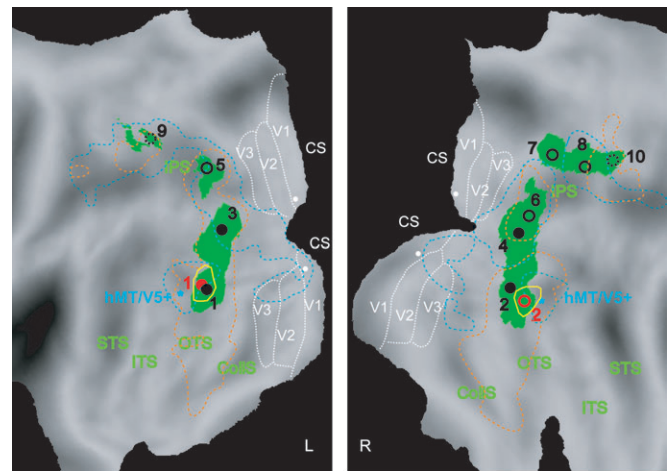 9
5
IPS
3
V1
V2
V3
CS
CS
1
1
hMT/V5+
V1
V2
V3
STS
ITS
OTS
CollS
L
7
8
10
6
IPS
4
V1
V2
V3
CS
CS
2
2
hMT/V5+
V3
V2
V1
CollS
OTS
STS
ITS
R